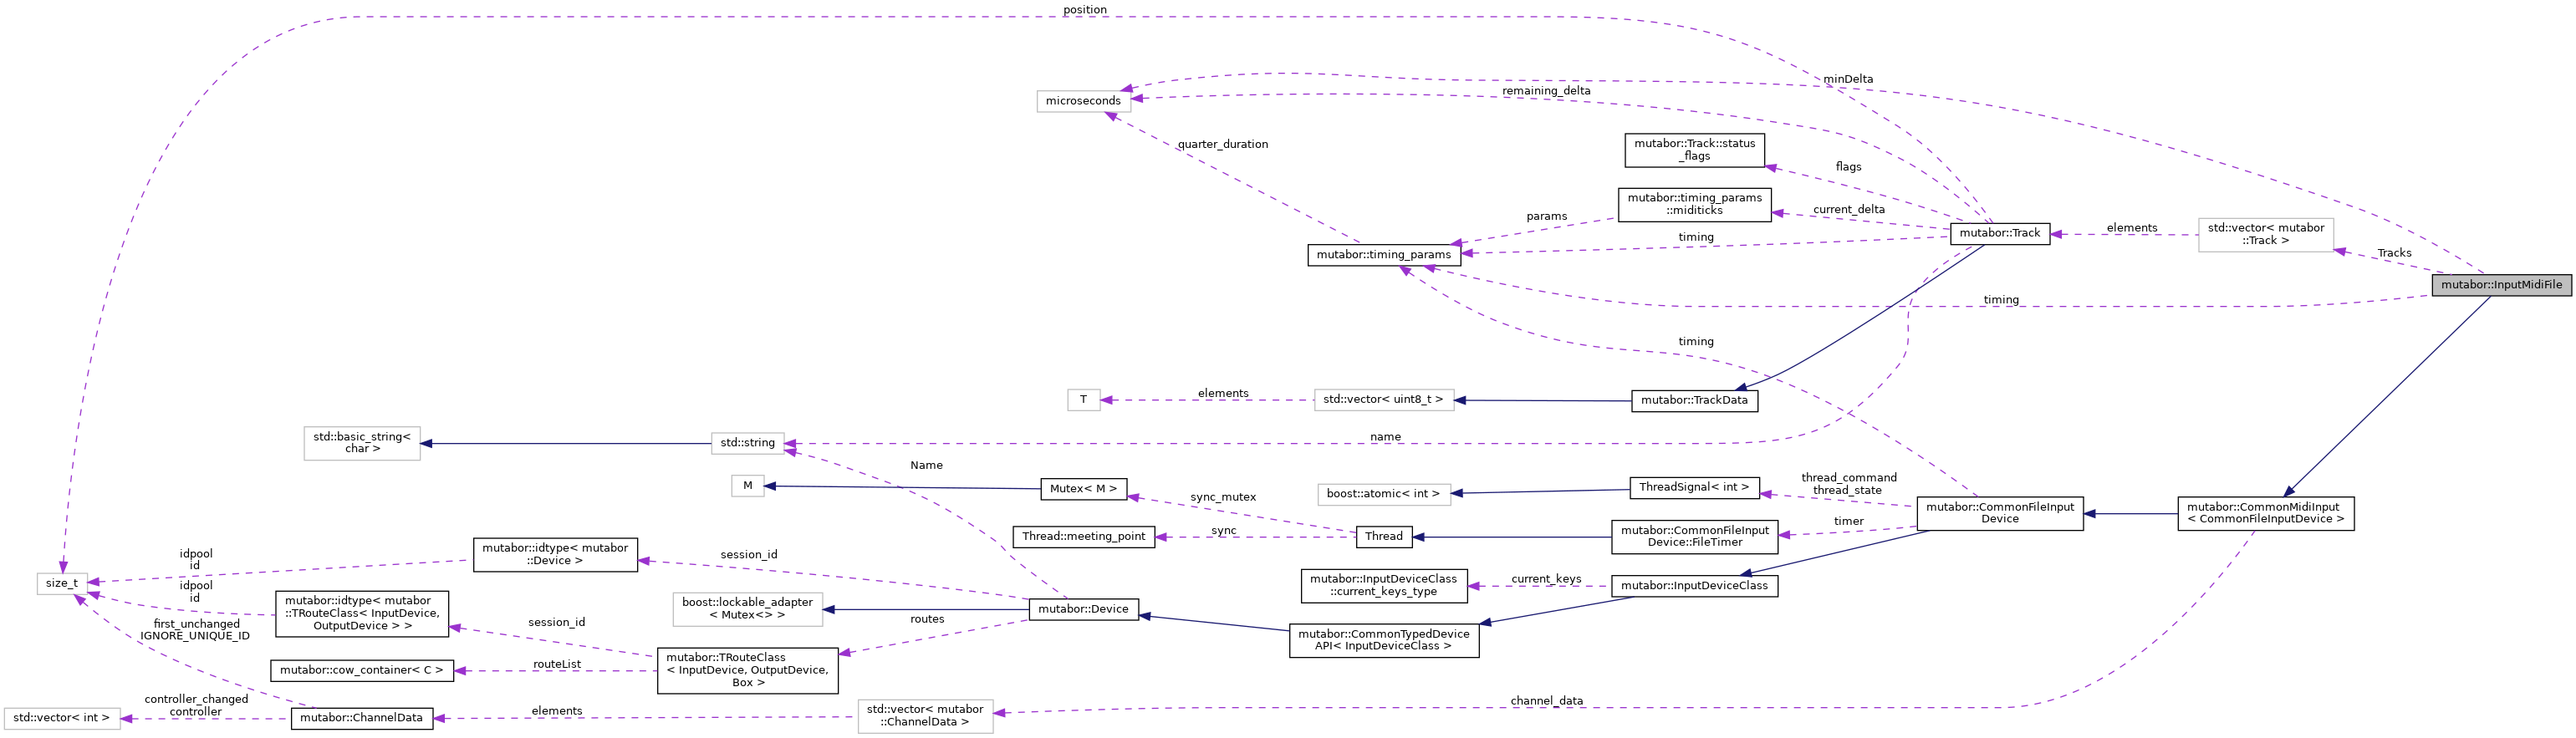 position
minDelta
microseconds
remaining_delta
mutabor::Track::status
_flags
quarter_duration
flags
mutabor::timing_params
::miditicks
current_delta
params
mutabor::Track
elements
std::vector< mutabor
::Track >
timing
mutabor::timing_params
Tracks
mutabor::InputMidiFile
timing
timing
T
elements
std::vector< uint8_t >
mutabor::TrackData
std::basic_string<
char >
std::string
name
Name
M
Mutex< M >
sync_mutex
boost::atomic< int >
ThreadSignal< int >
thread_command
thread_state
mutabor::CommonFileInput
Device
mutabor::CommonMidiInput
< CommonFileInputDevice >
timer
Thread::meeting_point
sync
Thread
mutabor::CommonFileInput
Device::FileTimer
idpool
id
mutabor::idtype< mutabor
::Device >
session_id
size_t
idpool
id
mutabor::InputDeviceClass
::current_keys_type
current_keys
mutabor::InputDeviceClass
mutabor::idtype< mutabor
::TRouteClass< InputDevice,
OutputDevice > >
boost::lockable_adapter
< Mutex<> >
mutabor::Device
first_unchanged
IGNORE_UNIQUE_ID
session_id
routes
mutabor::CommonTypedDevice
API< InputDeviceClass >
mutabor::cow_container< C >
routeList
mutabor::TRouteClass
< InputDevice, OutputDevice,
Box >
std::vector< int >
controller_changed
controller
mutabor::ChannelData
elements
std::vector< mutabor
::ChannelData >
channel_data